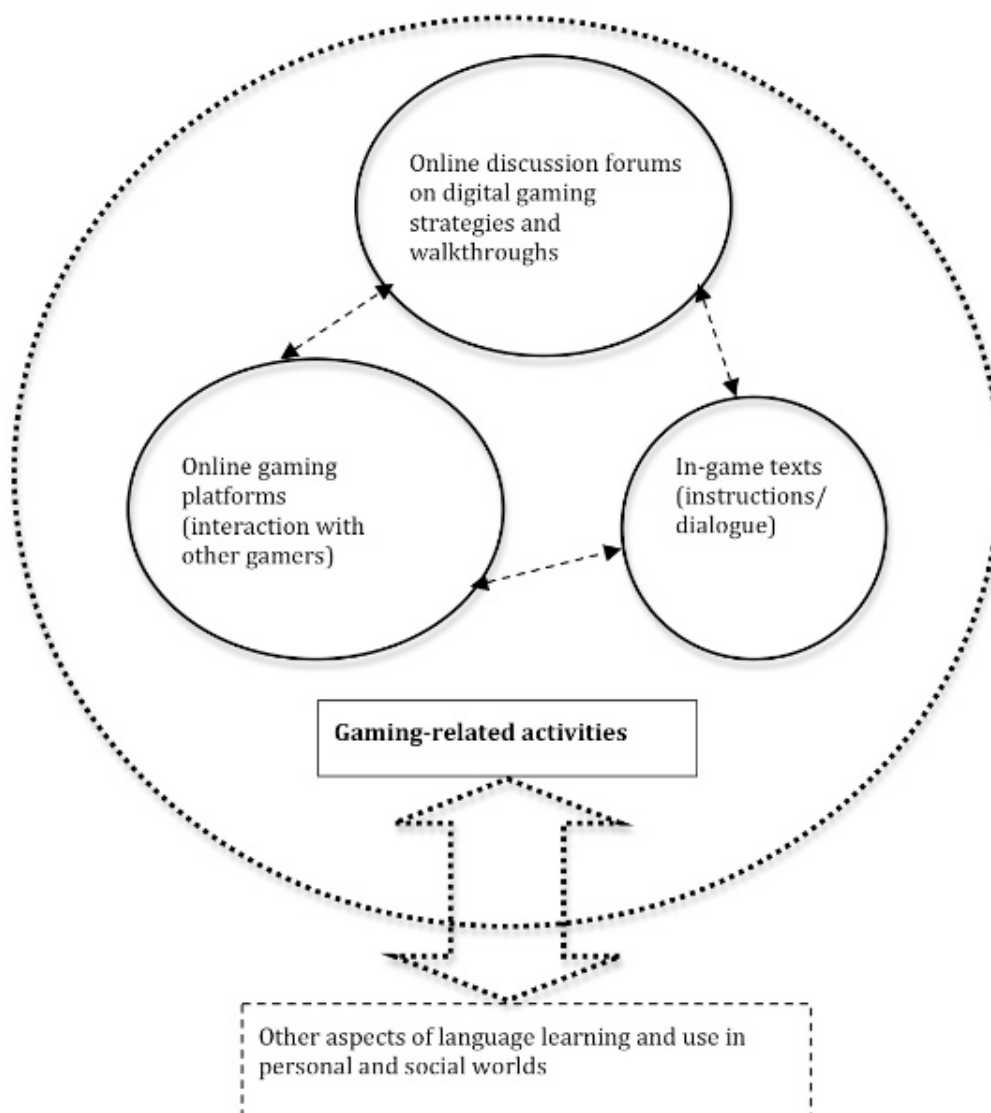 Online discussion forums
on digital gaming
strategies and
walkthroughs
Online gaming
platforms
(interaction with
other gamers)
In-game texts
(instructions/
dialogue)
Gaming-related activities
Other aspects of language learning and use in
personal and social worlds